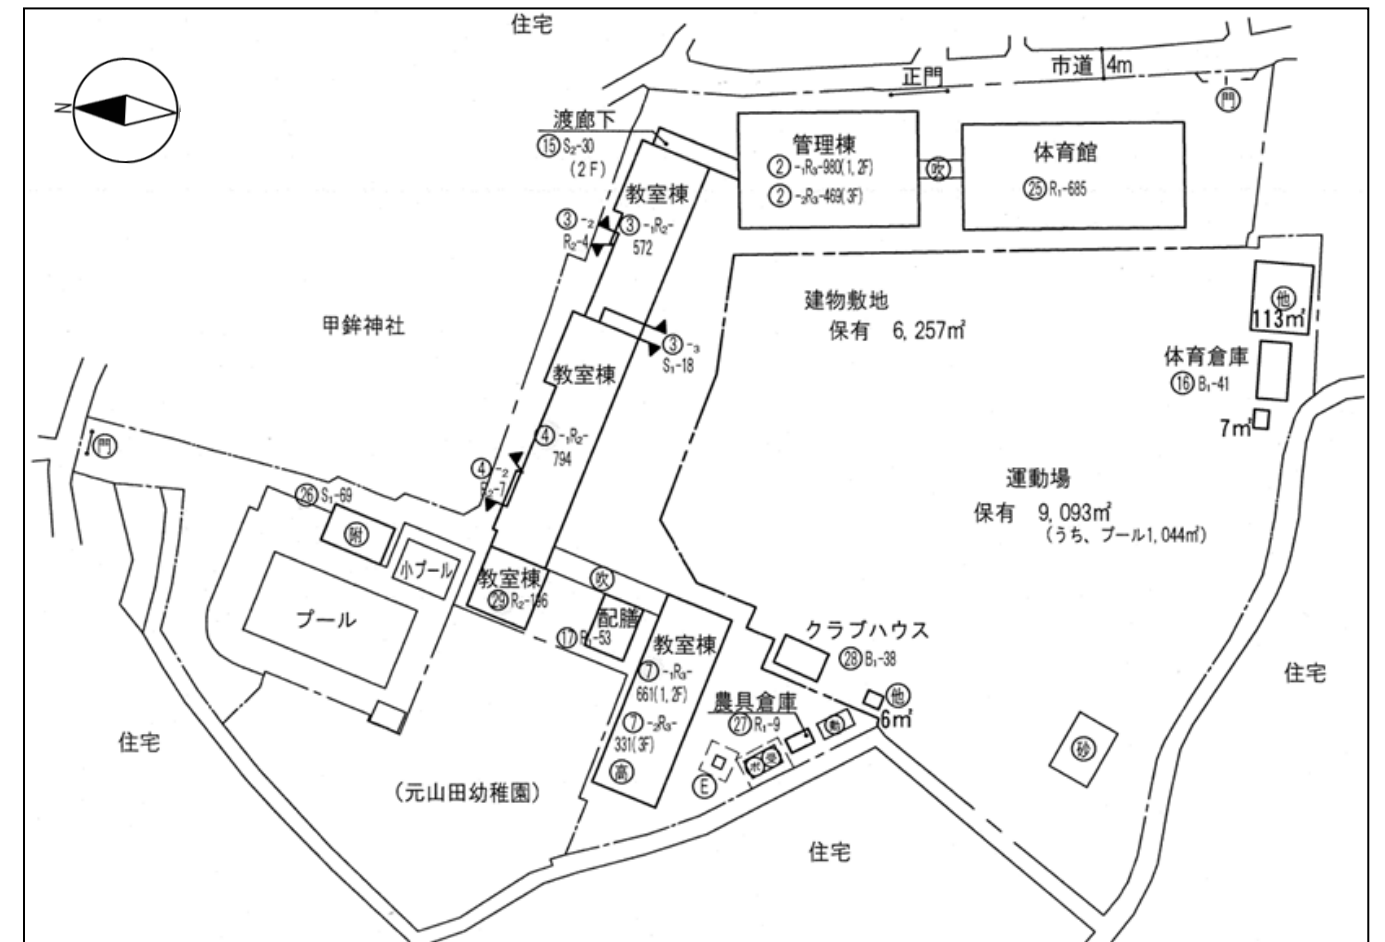 住宅
N
市道 4m
正門
門
渡廊下
⑮ S₂-30
(2F)
管理棟
② -₁R₃-980(1,2F)
② -₂R₃-469(3F)
吹
体育館
㉕ R₁-685
教室棟
③ -₁R₂-
572
③ -₂
R₂-4
建物敷地
保有 6,257㎡
他
113㎡
甲鉾神社
③ -₃
S₁-18
体育倉庫
⑯ B₁-41
7㎡
教室棟
④ -₁R₂-
794
④ -₂
R₂-7
門
運動場
保有 9,093㎡
(うち、プール1,044㎡)
㉖ S₁-69
附
小プール
プール
教室棟
㉙ R₂-196
吹
配膳
⑰ B₁-53
教室棟
⑦ -₁R₃-
661(1,2F)
⑦ -₂R₃-
331(3F)
高
クラブハウス
㉘ B₁-38
他
6㎡
農具倉庫
㉗ R₁-9
動
ポ
受
E
砂
住宅
住宅
(元山田幼稚園)
住宅